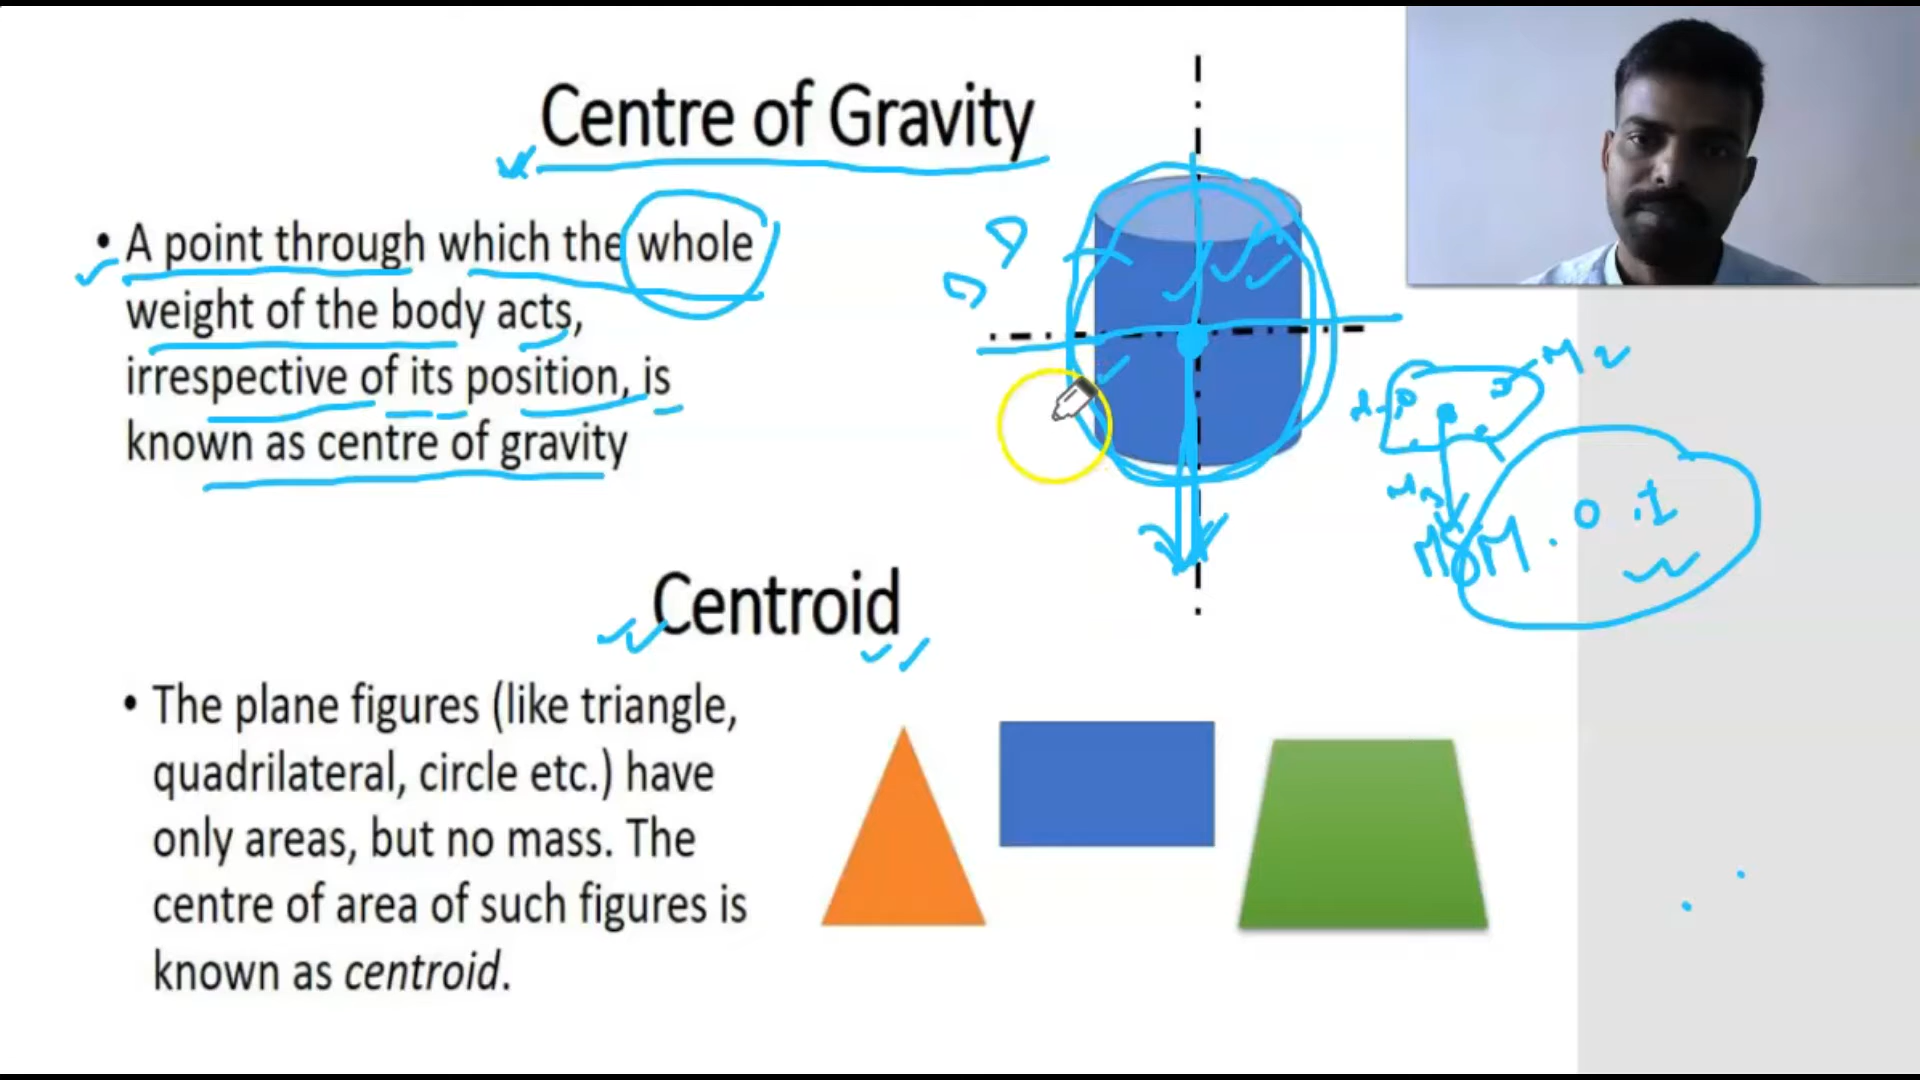 Centre of Gravity
• A point through which the whole
weight of the body acts,
irrespective of its position, is
known as centre of gravity
M2
M.O.I
Centroid
• The plane figures (like triangle,
quadrilateral, circle etc.) have
only areas, but no mass. The
centre of area of such figures is
known as centroid.